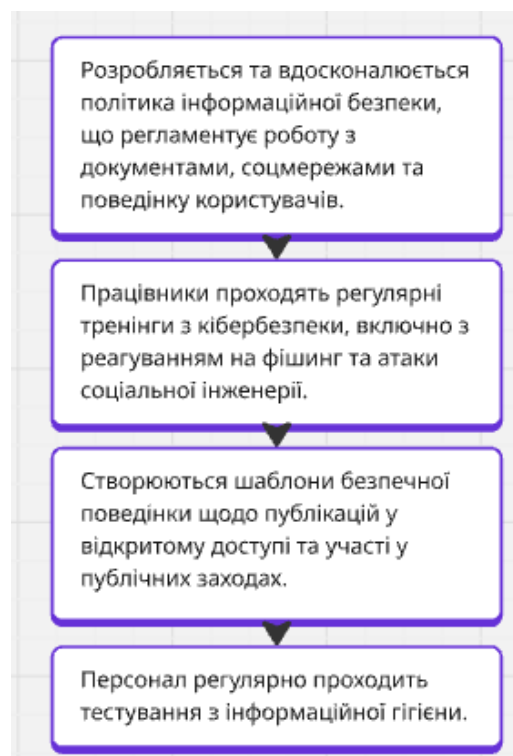 Розробляється та вдосконалюється
політика інформаційної безпеки,
що регламентує роботу з
документами, соцмережами та
поведінку користувачів.
Працівники проходять регулярні
тренінги з кібербезпеки, включно з
реагуванням на фішинг та атаки
соціальної інженерії.
Створюються шаблони безпечної
поведінки щодо публікацій у
відкритому доступі та участі у
публічних заходах.
Персонал регулярно проходить
тестування з інформаційної гігієни.